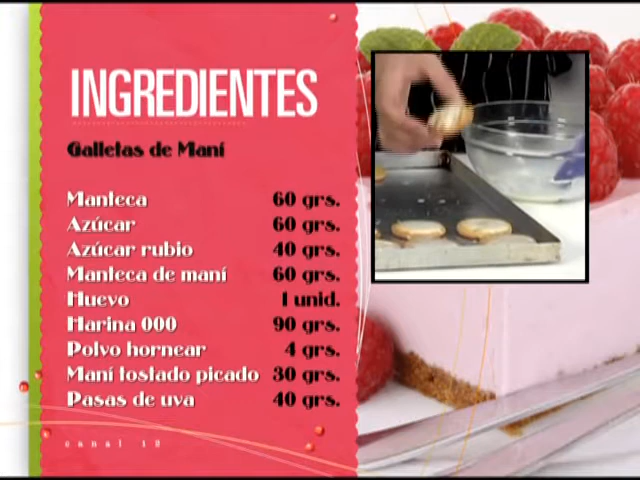 INGREDIENTES
Galletas de Maní
Manteca 60 grs.
Azúcar 60 grs.
Azúcar rubio 40 grs.
Manteca de maní 60 grs.
Huevo 1 unid.
Harina 000 90 grs.
Polvo hornear 4 grs.
Maní tostado picado 30 grs.
Pasas de uva 40 grs.
canal 12